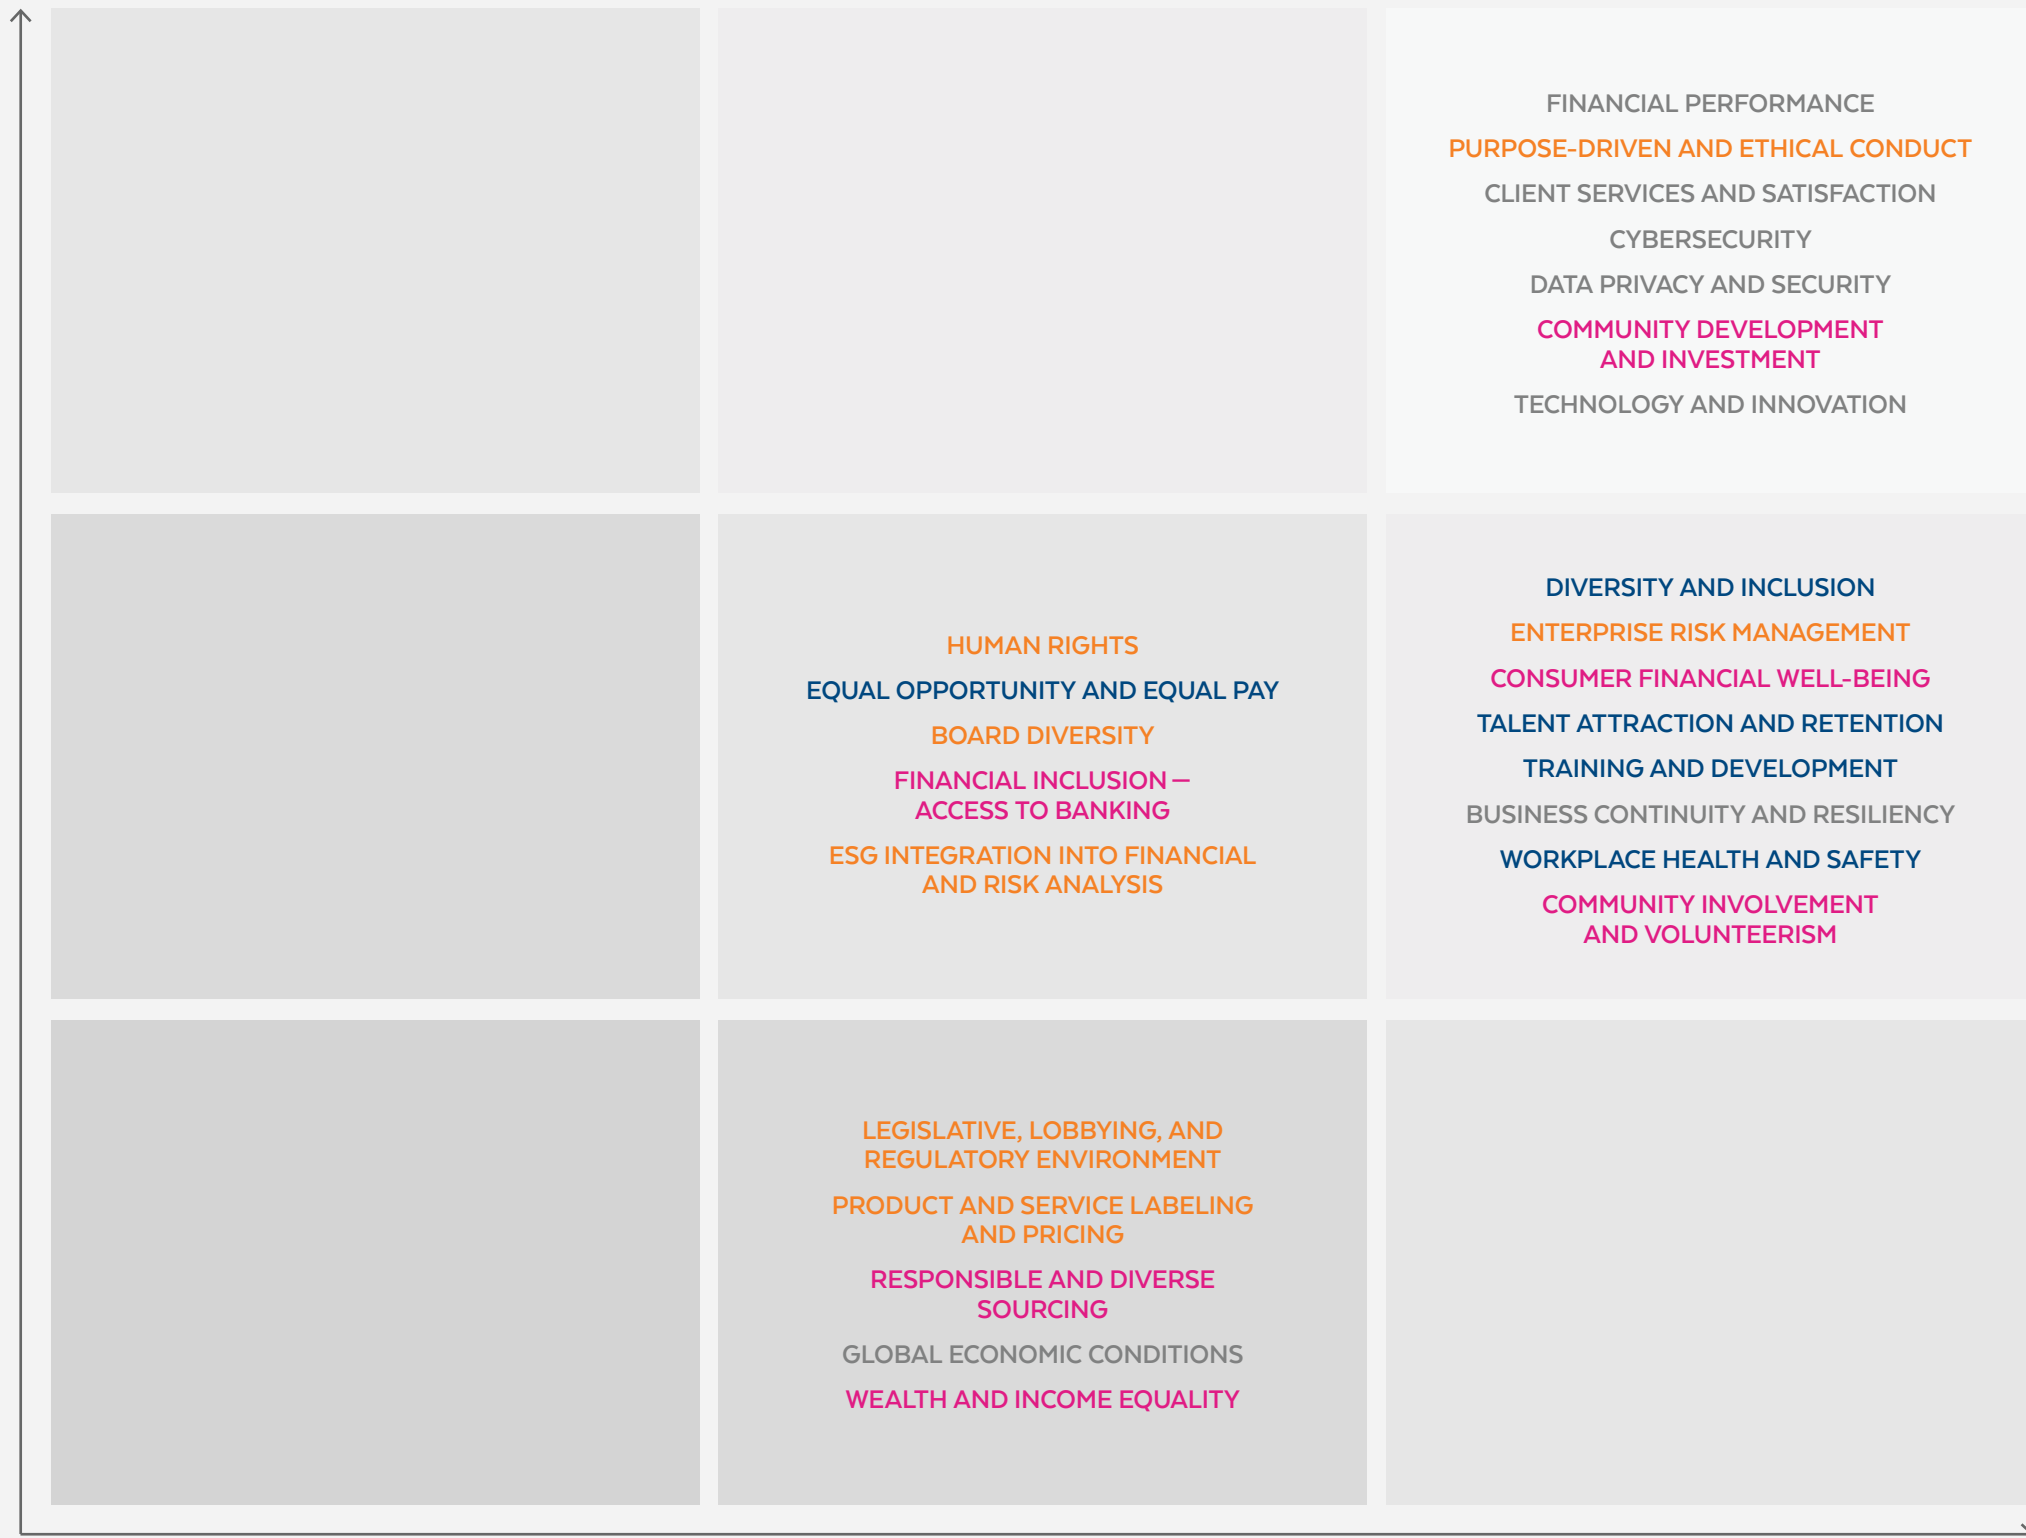 FINANCIAL PERFORMANCE
PURPOSE-DRIVEN AND ETHICAL CONDUCT
CLIENT SERVICES AND SATISFACTION
CYBERSECURITY
DATA PRIVACY AND SECURITY
COMMUNITY DEVELOPMENT
AND INVESTMENT
TECHNOLOGY AND INNOVATION
HUMAN RIGHTS
EQUAL OPPORTUNITY AND EQUAL PAY
BOARD DIVERSITY
FINANCIAL INCLUSION —
ACCESS TO BANKING
ESG INTEGRATION INTO FINANCIAL
AND RISK ANALYSIS
DIVERSITY AND INCLUSION
ENTERPRISE RISK MANAGEMENT
CONSUMER FINANCIAL WELL-BEING
TALENT ATTRACTION AND RETENTION
TRAINING AND DEVELOPMENT
BUSINESS CONTINUITY AND RESILIENCY
WORKPLACE HEALTH AND SAFETY
COMMUNITY INVOLVEMENT
AND VOLUNTEERISM
LEGISLATIVE, LOBBYING, AND
REGULATORY ENVIRONMENT
PRODUCT AND SERVICE LABELING
AND PRICING
RESPONSIBLE AND DIVERSE
SOURCING
GLOBAL ECONOMIC CONDITIONS
WEALTH AND INCOME EQUALITY